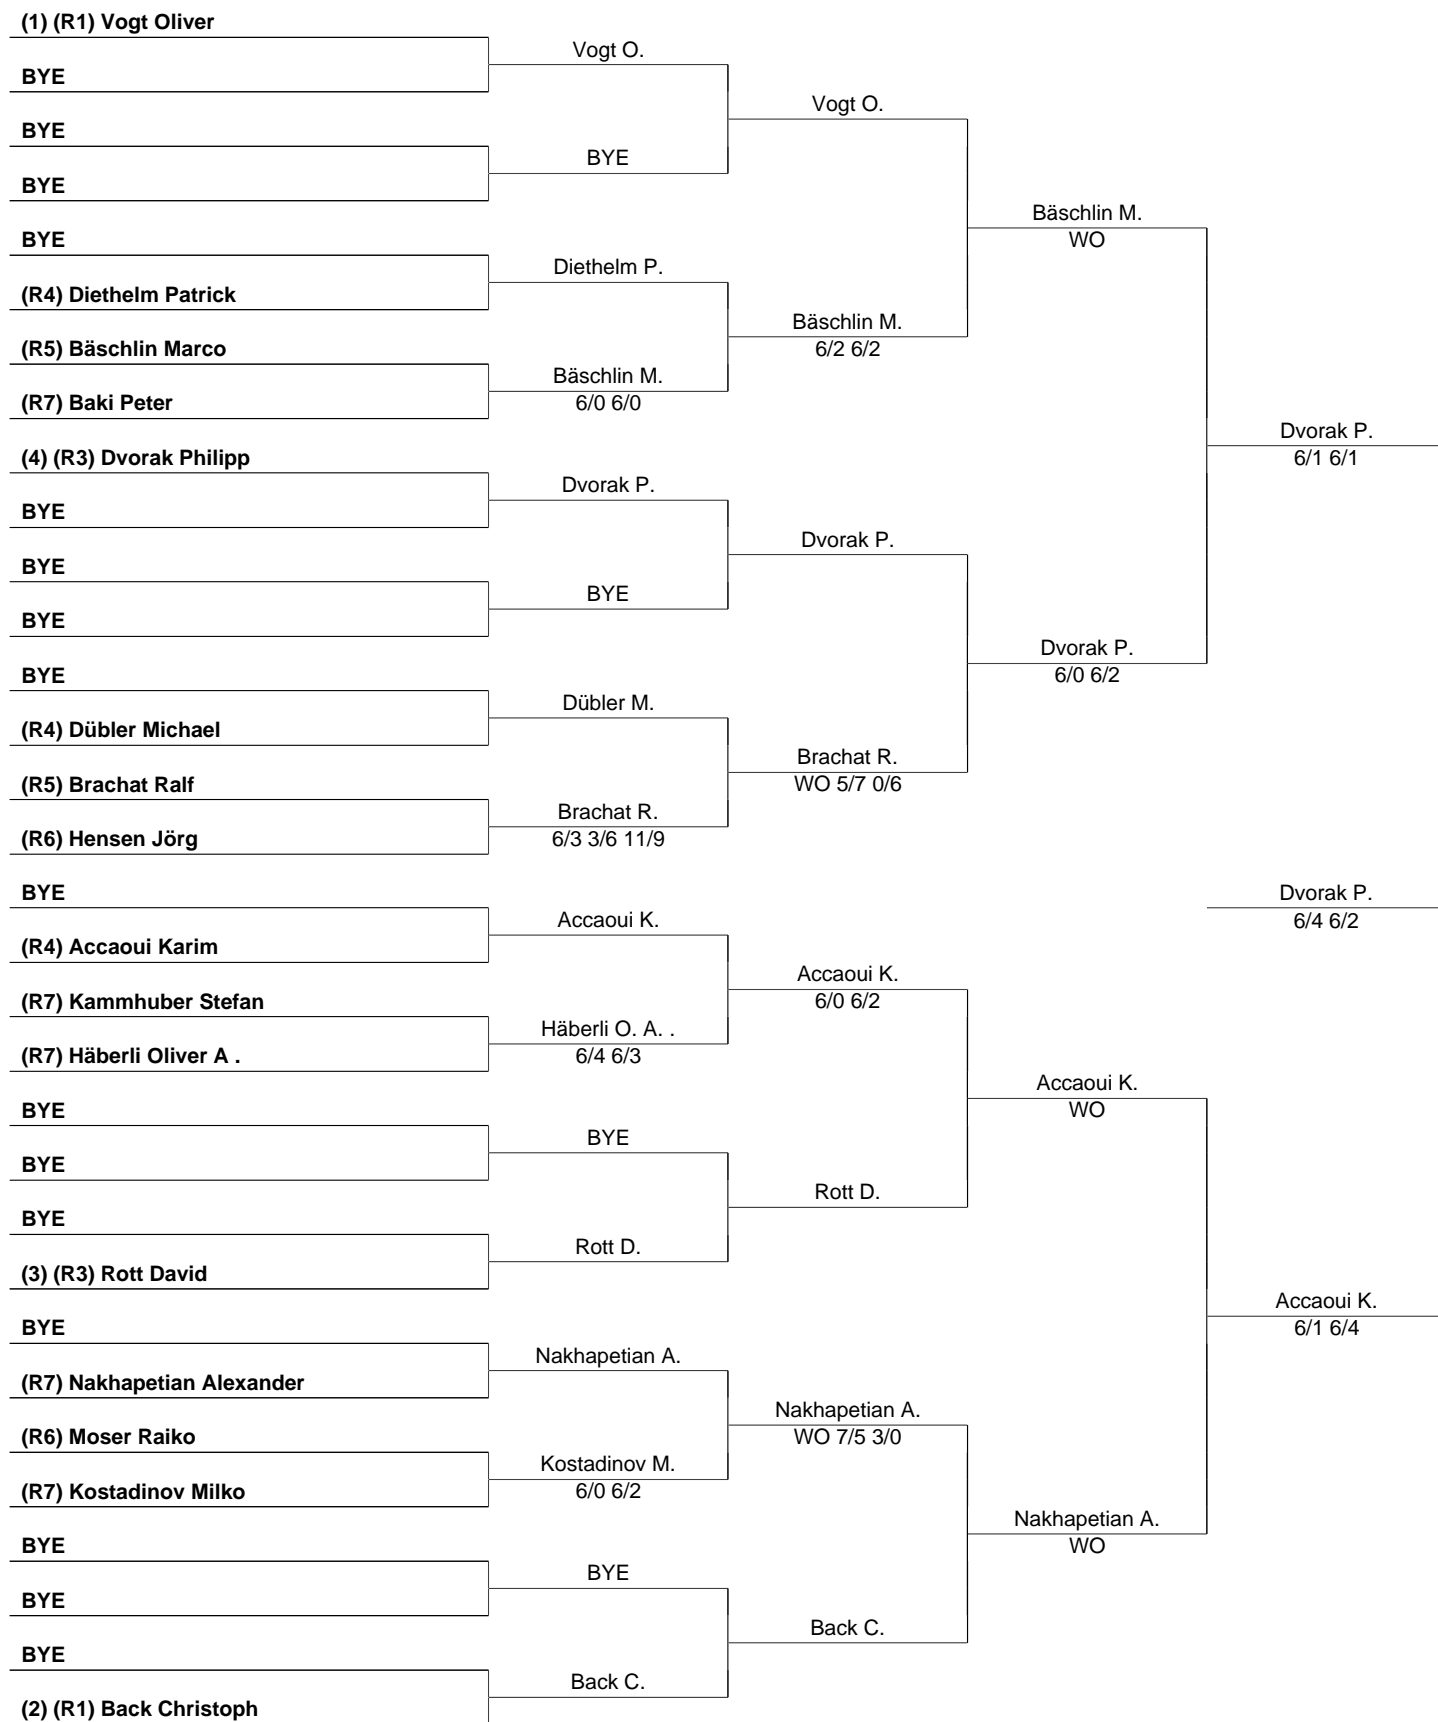 (1) (R1) Vogt Oliver
BYE
BYE
BYE
BYE
(R4) Diethelm Patrick
(R5) Bäschlin Marco
(R7) Baki Peter
(4) (R3) Dvorak Philipp
BYE
BYE
BYE
BYE
(R4) Dübler Michael
(R5) Brachat Ralf
(R6) Hensen Jörg
BYE
(R4) Accaoui Karim
(R7) Kammhuber Stefan
(R7) Häberli Oliver A .
BYE
BYE
BYE
(3) (R3) Rott David
BYE
(R7) Nakhapetian Alexander
(R6) Moser Raiko
(R7) Kostadinov Milko
BYE
BYE
BYE
(2) (R1) Back Christoph
Vogt O.
BYE
Diethelm P.
Bäschlin M.
6/0 6/0
Dvorak P.
BYE
Dübler M.
Brachat R.
6/3 3/6 11/9
Accaoui K.
Häberli O. A. .
6/4 6/3
BYE
Rott D.
Nakhapetian A.
Kostadinov M.
6/0 6/2
BYE
Back C.
Vogt O.
Bäschlin M.
6/2 6/2
Dvorak P.
Brachat R.
WO 5/7 0/6
Accaoui K.
6/0 6/2
Rott D.
Nakhapetian A.
WO 7/5 3/0
Back C.
Bäschlin M.
WO
Dvorak P.
6/0 6/2
Accaoui K.
WO
Nakhapetian A.
WO
Dvorak P.
6/1 6/1
Dvorak P.
6/4 6/2
Accaoui K.
6/1 6/4